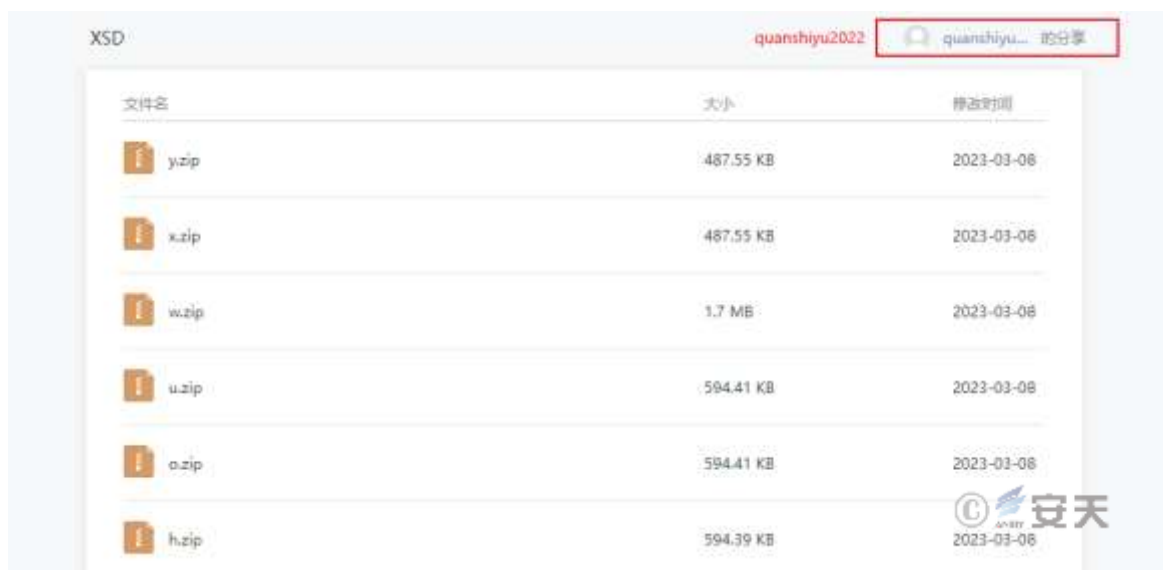 XSD quanshiyu2022 quanshiyu... 的分享
文件名 大小 修改时间
y.zip 487.55 KB 2023-03-08
x.zip 487.55 KB 2023-03-08
w.zip 1.7 MB 2023-03-08
u.zip 594.41 KB 2023-03-08
o.zip 594.41 KB 2023-03-08
©安天
h.zip 594.39 KB 2023-03-08